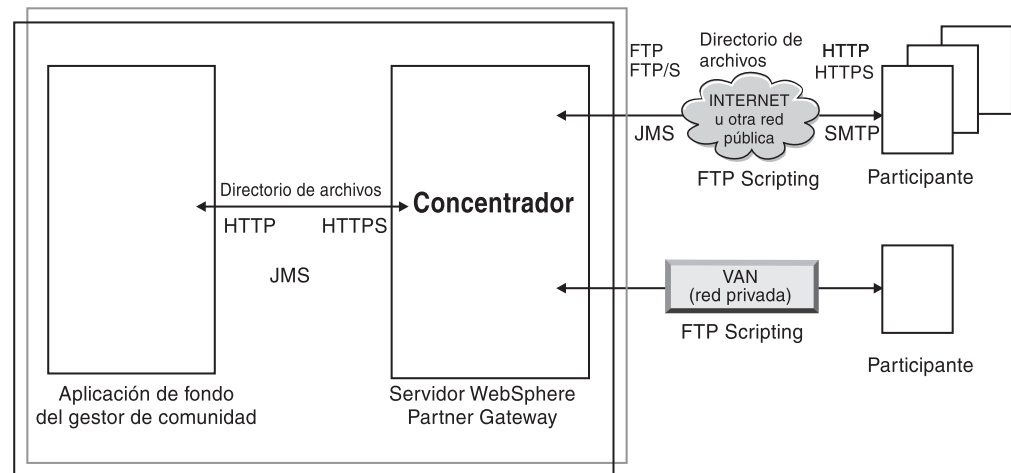 FTP
FTP/S
Directorio de
archivos
HTTP
HTTPS
INTERNET
u otra red
pública
JMS
SMTP
FTP Scripting
Participante
Directorio de archivos
HTTP
HTTPS
JMS
Concentrador
VAN
(red privada)
FTP Scripting
Participante
Aplicación de fondo
del gestor de comunidad
Servidor WebSphere
Partner Gateway